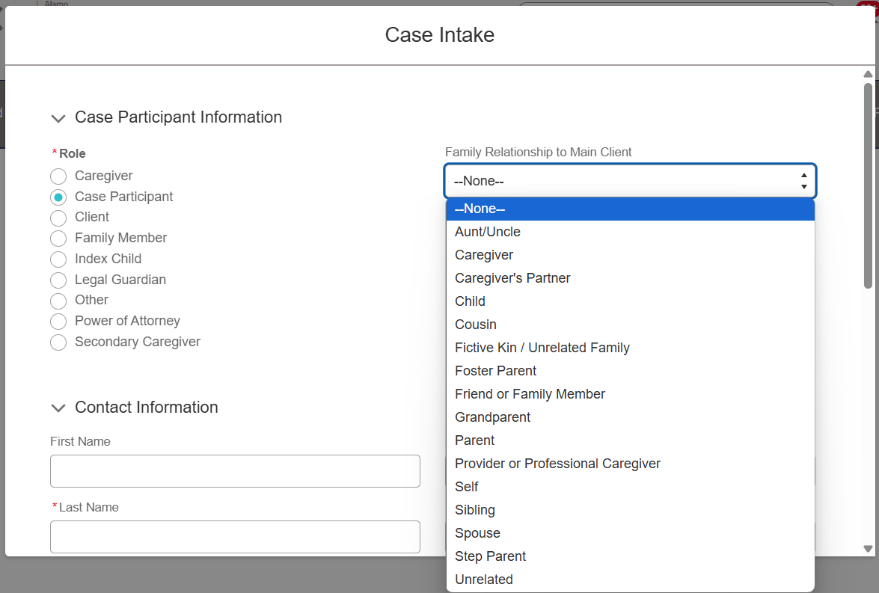 Alamo
Case Intake
Case Participant Information
*Role
Caregiver
Case Participant
Client
Family Member
Index Child
Legal Guardian
Other
Power of Attorney
Secondary Caregiver
Family Relationship to Main Client
--None--
--None--
Aunt/Uncle
Caregiver
Caregiver's Partner
Child
Cousin
Fictive Kin / Unrelated Family
Foster Parent
Friend or Family Member
Grandparent
Parent
Provider or Professional Caregiver
Self
Sibling
Spouse
Step Parent
Unrelated
Contact Information
First Name
*Last Name